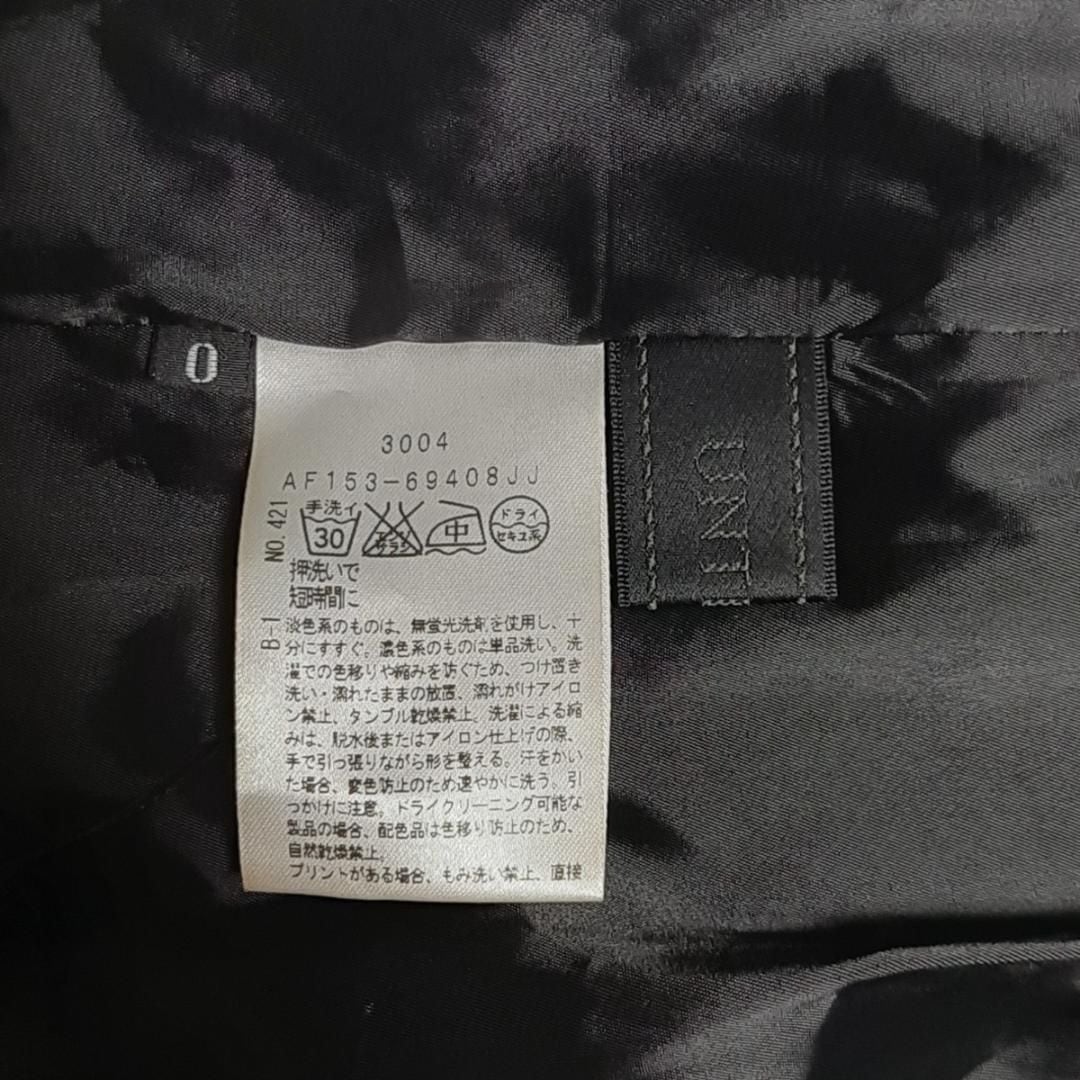 0
3004
AF153-69408JJ
NO.421
手洗イ
30
エンソ
サラシ
中
ドライ
セキユ系
押洗いで
短時間に
B-1
淡色系のものは、無蛍光洗剤を使用し、十
分にすすぐ。濃色系のものは単品洗い。洗
濯での色移りや縮みを防ぐため、つけ置き
洗い・濡れたままの放置、濡れがけアイロ
ン禁止、タンブル乾燥禁止。洗濯による縮
みは、脱水後またはアイロン仕上げの際、
手で引っ張りながら形を整える。汗をかい
た場合、変色防止のため速やかに洗う。引
っかけに注意。ドライクリーニング可能な
製品の場合、配色品は色移り防止のため、
自然乾燥禁止。
プリントがある場合、もみ洗い禁止、直接